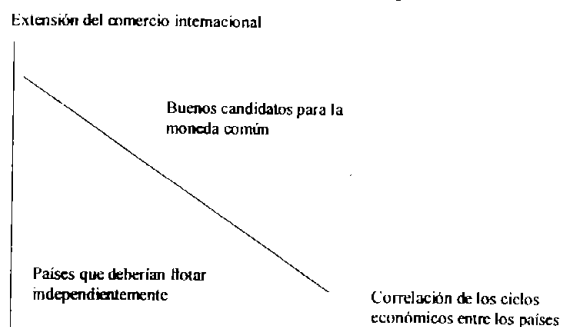 Extensión del comercio internacional
Buenos candidatos para la
moneda común
Países que deberían flotar
independientemente
Correlación de los ciclos
económicos entre los países